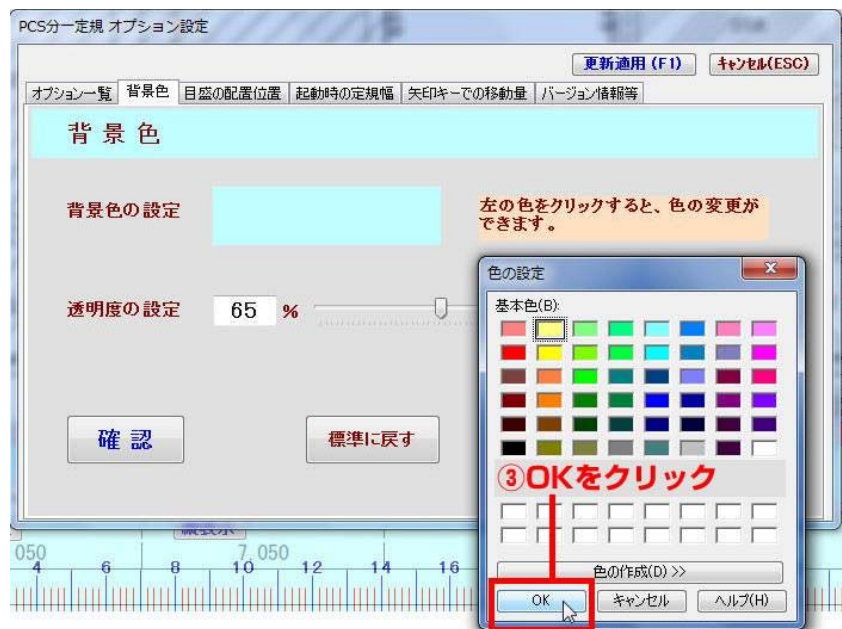 PCS分一定規 オプション設定
更新適用 (F1) キャンセル(ESC)
オプション一覧 背景色 目盛の配置位置 起動時の定規幅 矢印キーでの移動量 バージョン情報等
背景色
背景色の設定
左の色をクリックすると、色の変更が
できます。
透明度の設定 65 %
確認 標準に戻す
色の設定
基本色(B):
③OKをクリック
色の作成(D) >>
OK キャンセル ヘルプ(H)
050 7,050
4 6 8 10 12 14 16